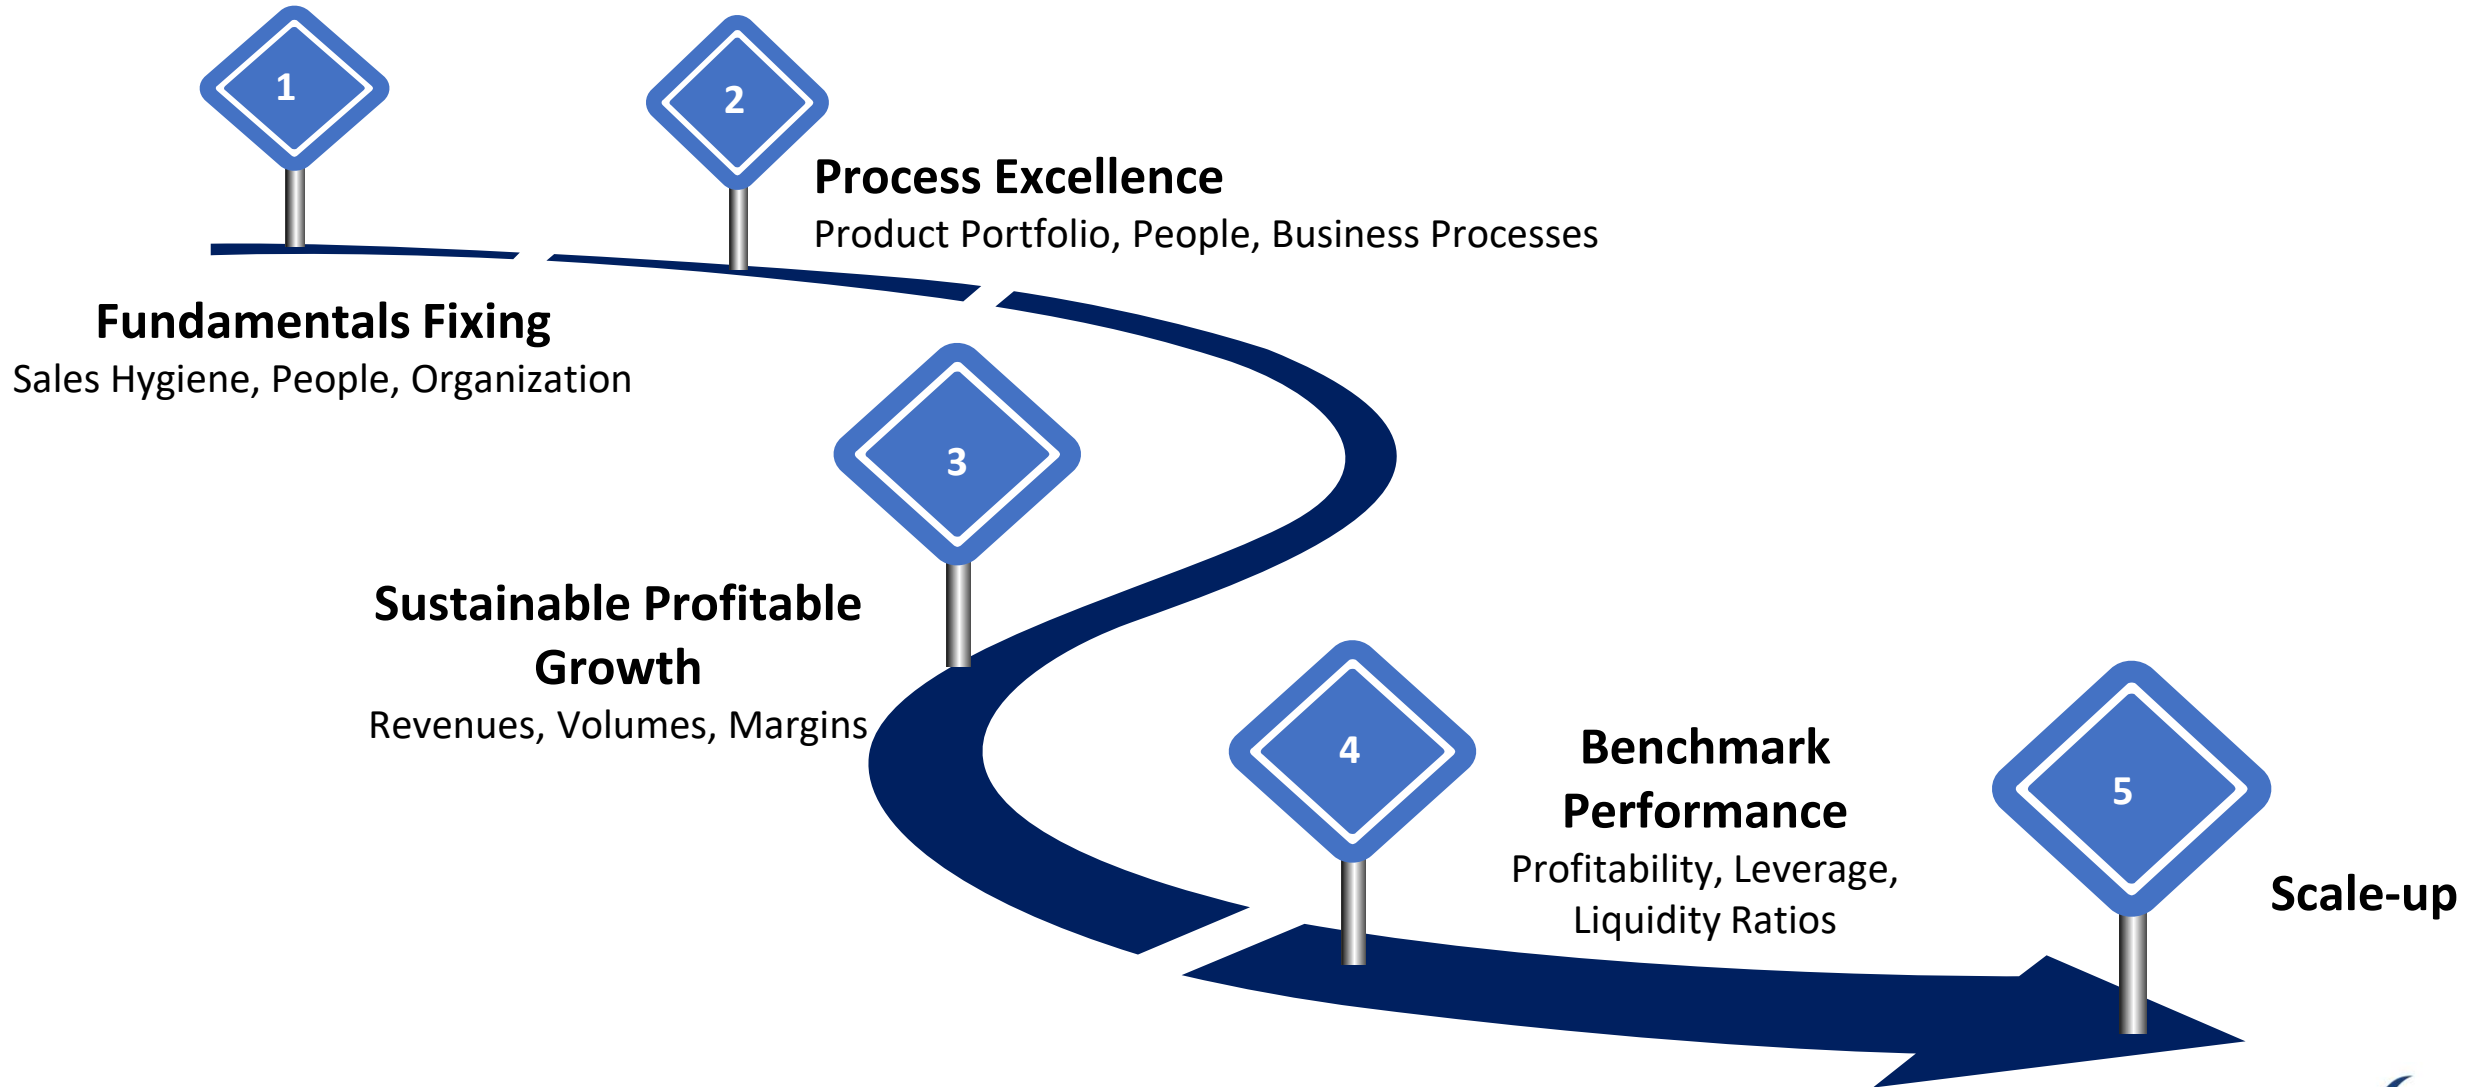 1
Fundamentals Fixing
Sales Hygiene, People, Organization
2
Process Excellence
Product Portfolio, People, Business Processes
3
Sustainable Profitable
Growth
Revenues, Volumes, Margins
4
Benchmark
Performance
Profitability, Leverage,
Liquidity Ratios
5
Scale-up